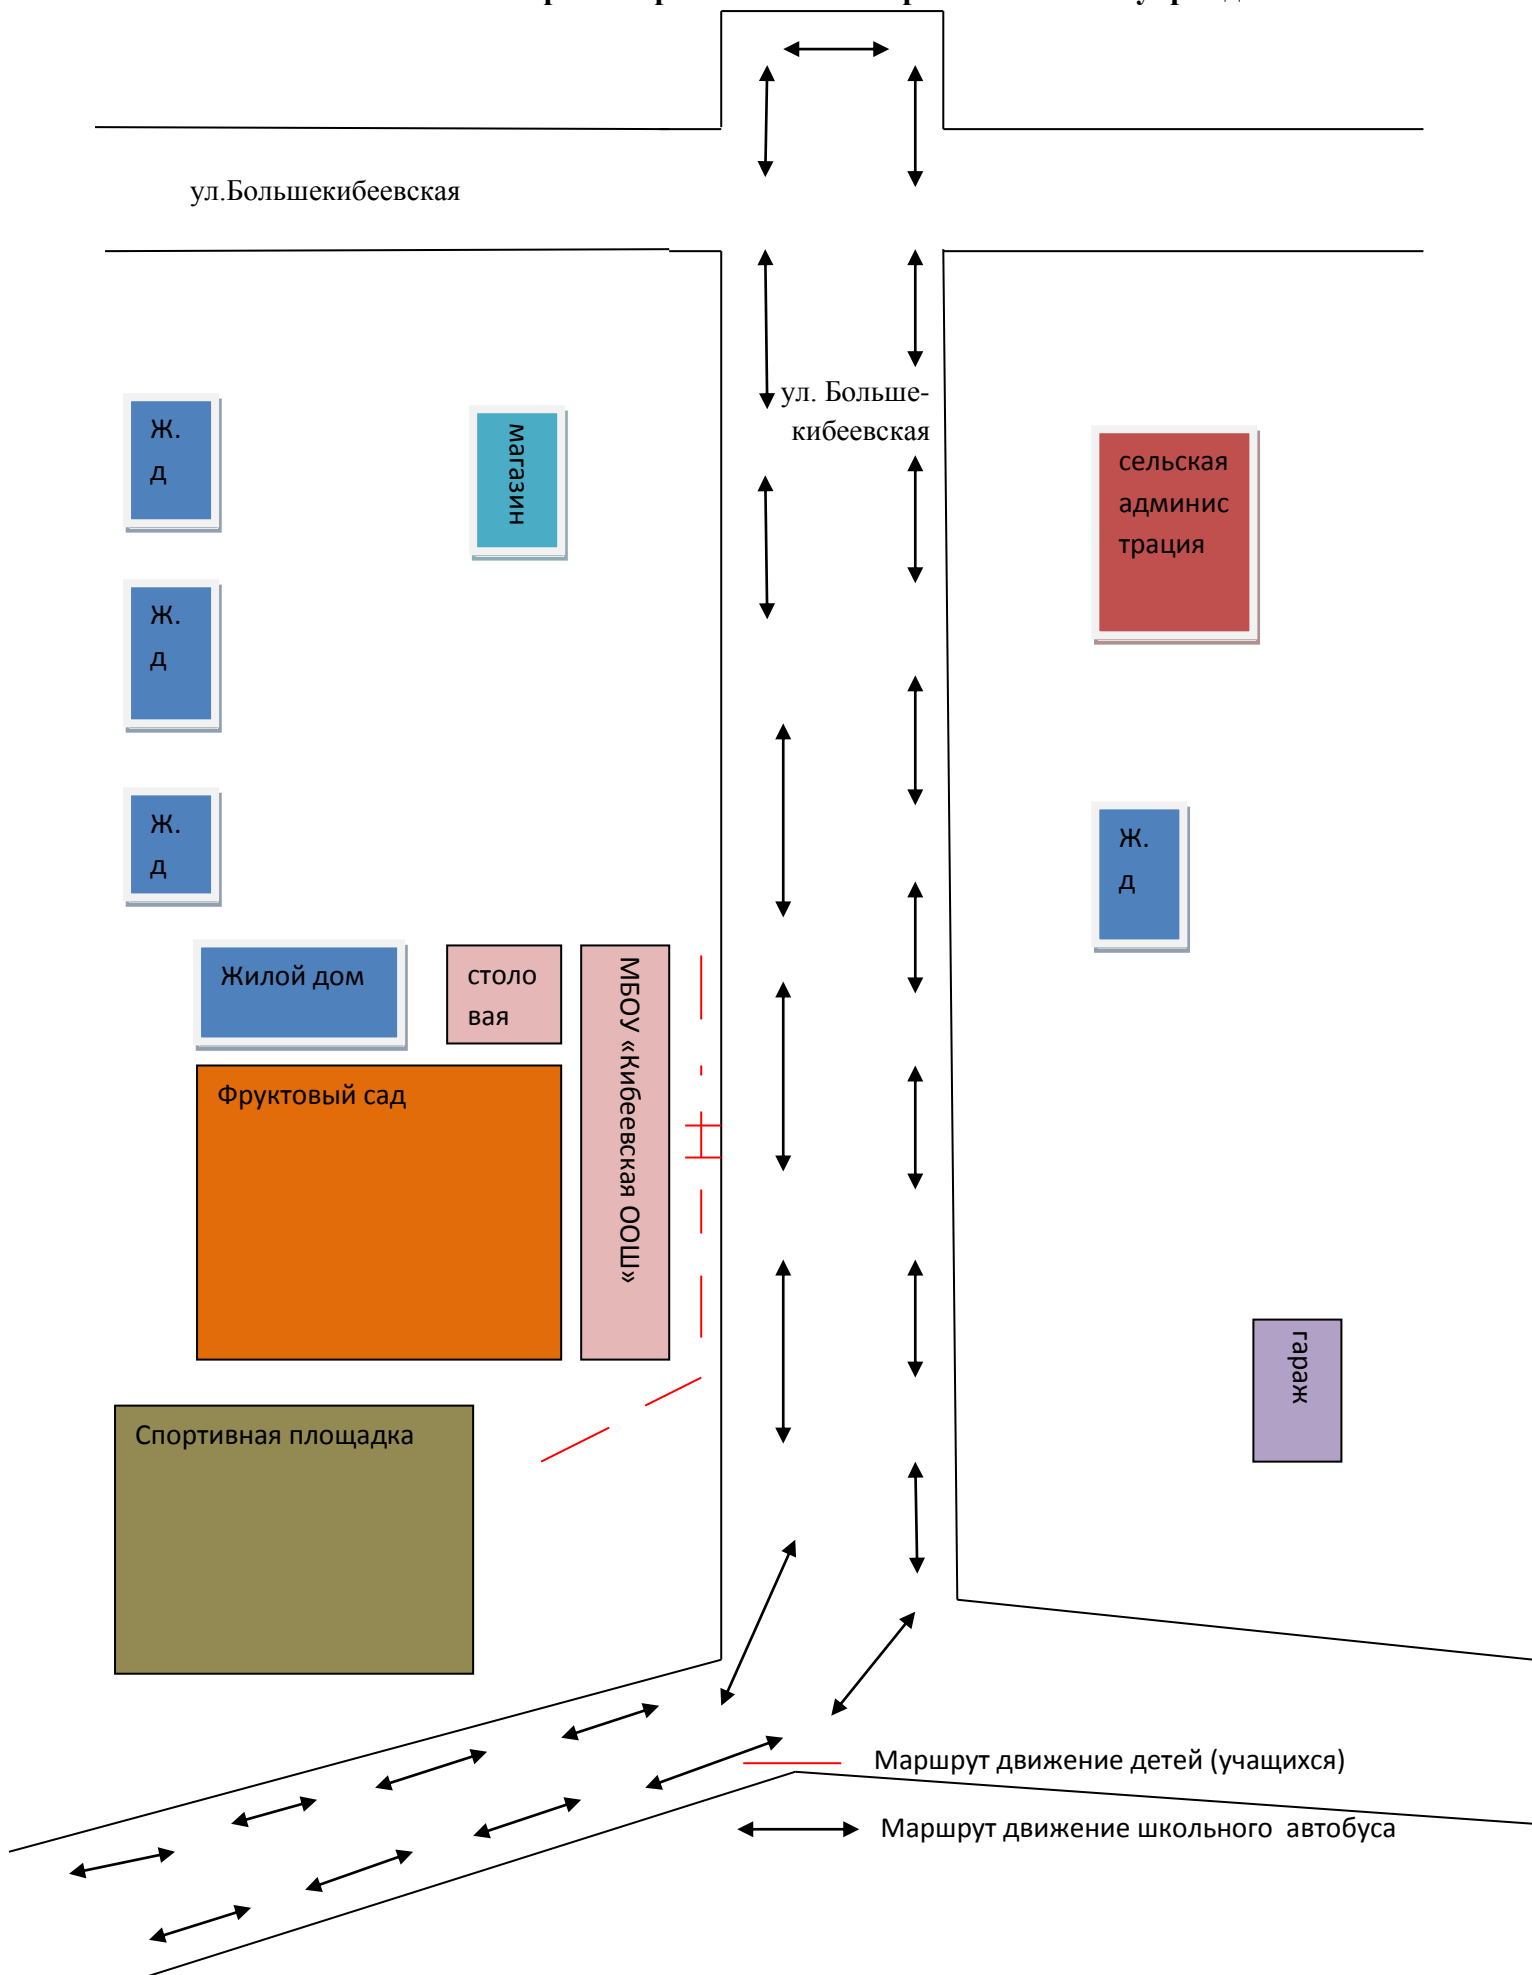 ул.Большекибеевская
ул. Больше-
кибеевская
Ж.
д
магазин
сельская
админис
трация
Ж.
д
Ж.
д
Ж.
д
Жилой дом
столо
вая
МБОУ «Кибеевская ООШ»
Фруктовый сад
гараж
Спортивная площадка
Маршрут движение детей (учащихся)
Маршрут движение школьного автобуса